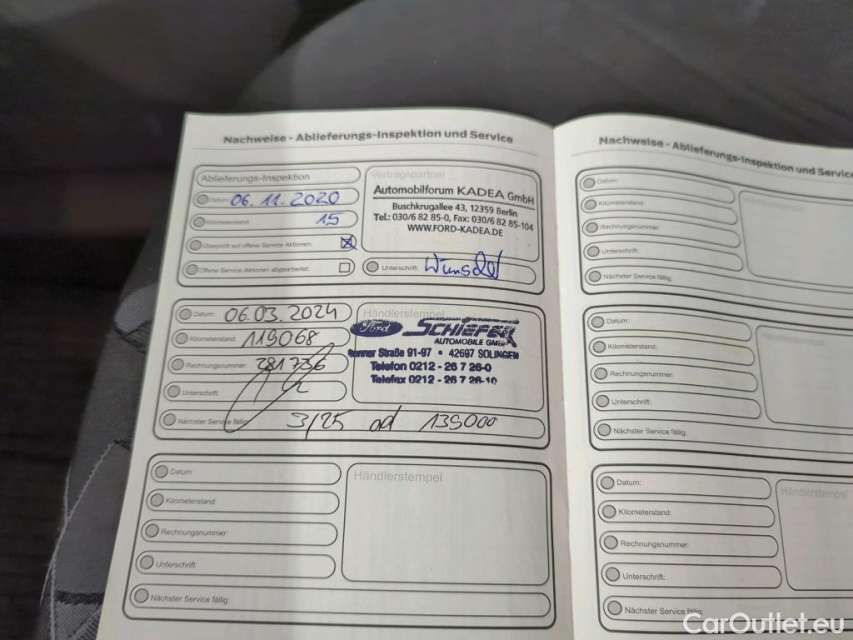 Nachweise - Ablieferungs-Inspektion und Service
Ablieferungs-Inspektion
Datum: 06.11.2020
Kilometerstand: 15
Überprüft auf offene Service Aktionen: ☒
Offene Service Aktionen abgearbeitet: ☐
Vertragspartner
Automobilforum KADEA GmbH
Buschkrugallee 43, 12359 Berlin
Tel.: 030/6 82 85-0, Fax: 030/6 82 85-104
WWW.FORD-KADEA.DE
Unterschrift:
Datum: 06.03.2024
Kilometerstand: 119068
Rechnungsnummer: 281736
Unterschrift:
Nächster Service fällig: 3/25 od 139000
Händlerstempel
Ford SCHIEFER
AUTOMOBILE GMBH
Bonner Straße 91-97 • 42697 SOLINGEN
Telefon 0212 - 26 7 26-0
Telefax 0212 - 26 7 26-10
Datum:
Kilometerstand:
Rechnungsnummer:
Unterschrift:
Nächster Service fällig:
Händlerstempel
Nachweise - Ablieferungs-Inspektion und Service
Datum:
Kilometerstand:
Rechnungsnummer:
Unterschrift:
Nächster Service fällig:
Händlerstempel
Datum:
Kilometerstand:
Rechnungsnummer:
Unterschrift:
Nächster Service fällig:
Händlerstempel
Datum:
Kilometerstand:
Rechnungsnummer:
Unterschrift:
Nächster Service fällig:
Händlerstempel
CarOutlet.eu